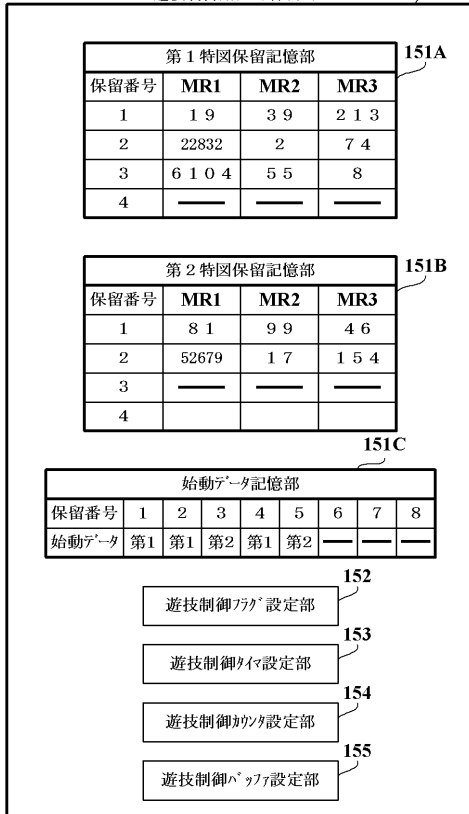 第１特図保留記憶部
151A
保留番号 MR1 MR2 MR3
1 １９ ３９ ２１３
2 22832 2 ７４
3 ６１０４ ５５ 8
4 ― ― ―
第２特図保留記憶部
151B
保留番号 MR1 MR2 MR3
1 ８１ ９９ ４６
2 52679 １７ １５４
3 ― ― ―
4
151C
始動ﾃﾞｰﾀ記憶部
保留番号 1 2 3 4 5 6 7 8
始動ﾃﾞｰﾀ 第1 第1 第2 第1 第2 ― ― ―
152
遊技制御ﾌﾗｸﾞ設定部
153
遊技制御ﾀｲﾏ設定部
154
遊技制御ｶｳﾝﾀ設定部
155
遊技制御ﾊﾞｯﾌｧ設定部